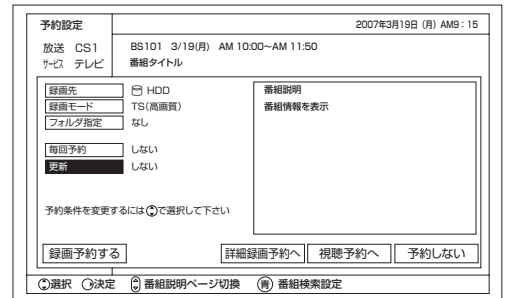 予約設定 2007年3月19日 (月) AM9:15
放送 CS1 BS101 3/19(月) AM 10:00~AM 11:50
サービス テレビ 番組タイトル
録画先 HDD
録画モード TS(高画質)
フォルダ指定 なし
毎回予約 しない
更新 しない
番組説明
番組情報を表示
予約条件を変更するには で選択して下さい
録画予約する 詳細録画予約へ 視聴予約へ 予約しない
選択 決定 番組説明ページ切換 青 番組検索設定